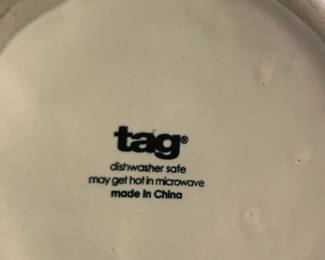 tag®
dishwasher safe
may get hot in microwave
made in China